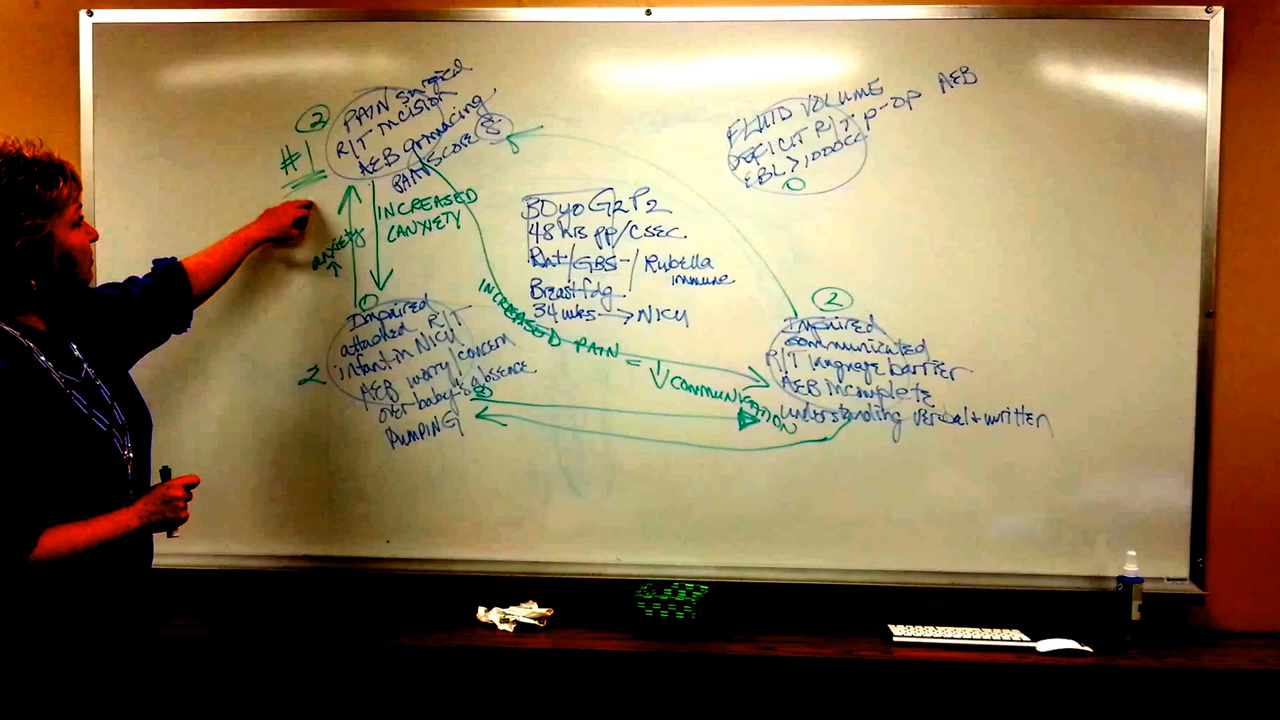 ②
#1
PAIN surgical
R/T incision
AEB grimacing
PAIN SCORE 8
FLUID VOLUME
DEFICIT R/T p-op AEB
EBL > 1000cc
0
INCREASED
ANXIETY
anxiety
↑
30yo G2P2
48 hrs pp/CSEC
/GBS-/Rubella
immune
Breastfdg
34 wks → NICU
INCREASED PAIN = ↓ COMMUNICATION
2
Impaired
attached R/T
infant in NICU
AEB worry/concern
over baby's absence
PUMPING
②
Impaired
communicated
R/T language barrier
AEB incomplete
understanding verbal + written